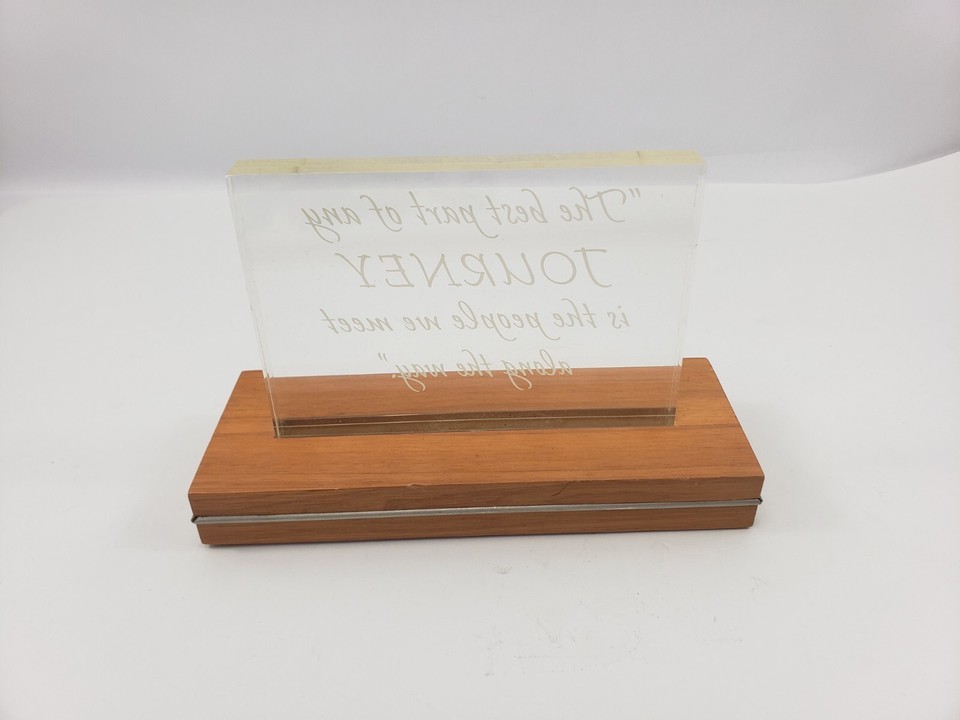 "The best part of any
JOURNEY
is the people we meet
along the way."